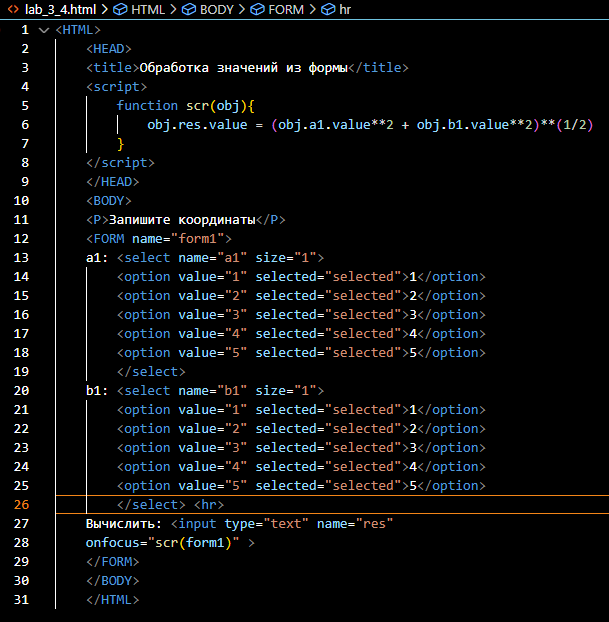 <> lab_3_4.html > HTML > BODY > FORM > hr
1 <HTML>
2 <HEAD>
3 <title>Обработка значений из формы</title>
4 <script>
5 function scr(obj){
6 obj.res.value = (obj.a1.value**2 + obj.b1.value**2)**(1/2)
7 }
8 </script>
9 </HEAD>
10 <BODY>
11 <P>Запишите координаты</P>
12 <FORM name="form1">
13 a1: <select name="a1" size="1">
14 <option value="1" selected="selected">1</option>
15 <option value="2" selected="selected">2</option>
16 <option value="3" selected="selected">3</option>
17 <option value="4" selected="selected">4</option>
18 <option value="5" selected="selected">5</option>
19 </select>
20 b1: <select name="b1" size="1">
21 <option value="1" selected="selected">1</option>
22 <option value="2" selected="selected">2</option>
23 <option value="3" selected="selected">3</option>
24 <option value="4" selected="selected">4</option>
25 <option value="5" selected="selected">5</option>
26 </select> <hr>
27 Вычислить: <input type="text" name="res"
28 onfocus="scr(form1)" >
29 </FORM>
30 </BODY>
31 </HTML>